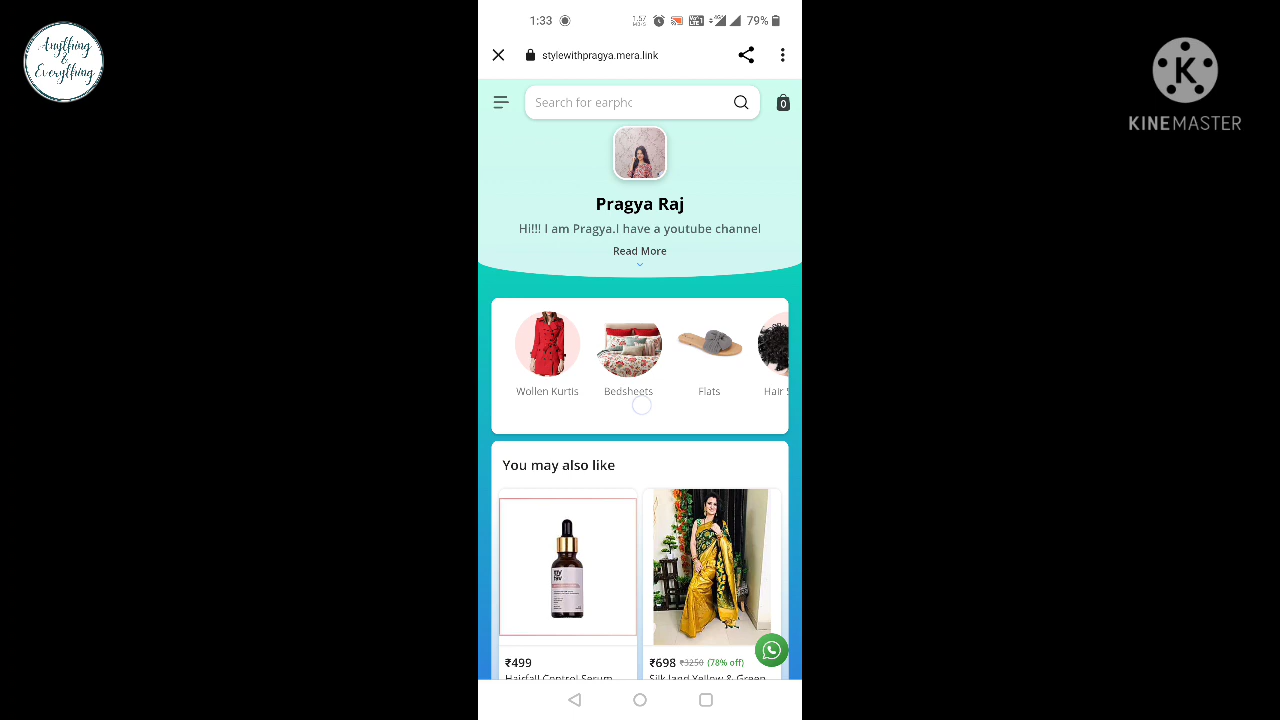 Anything
&
Everything
1:33
79%
stylewithpragya.mera.link
KINEMASTER
Search for earpho
0
Pragya Raj
Hi!!! I am Pragya.I have a youtube channel
Read More
Wollen Kurtis
Bedsheets
Flats
Hair S
You may also like
₹499
₹698 ₹3250 (78% off)
Hairfall Control Serum
Silk land Yellow & Green